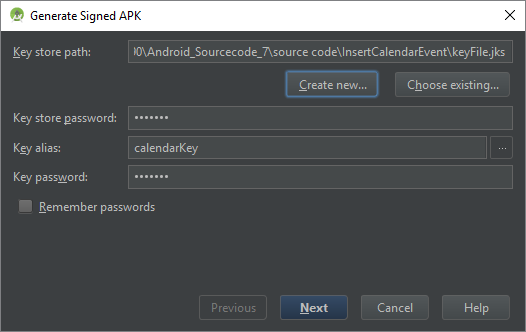 Generate Signed APK
Key store path: 00\Android_Sourcecode_7\source code\InsertCalendarEvent\keyFile.jks
Create new... Choose existing...
Key store password: •••••••
Key alias: calendarKey ...
Key password: •••••••
Remember passwords
Previous Next Cancel Help